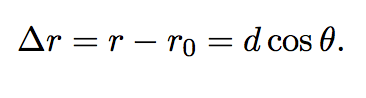 Δr = r − r₀ = d cos θ.